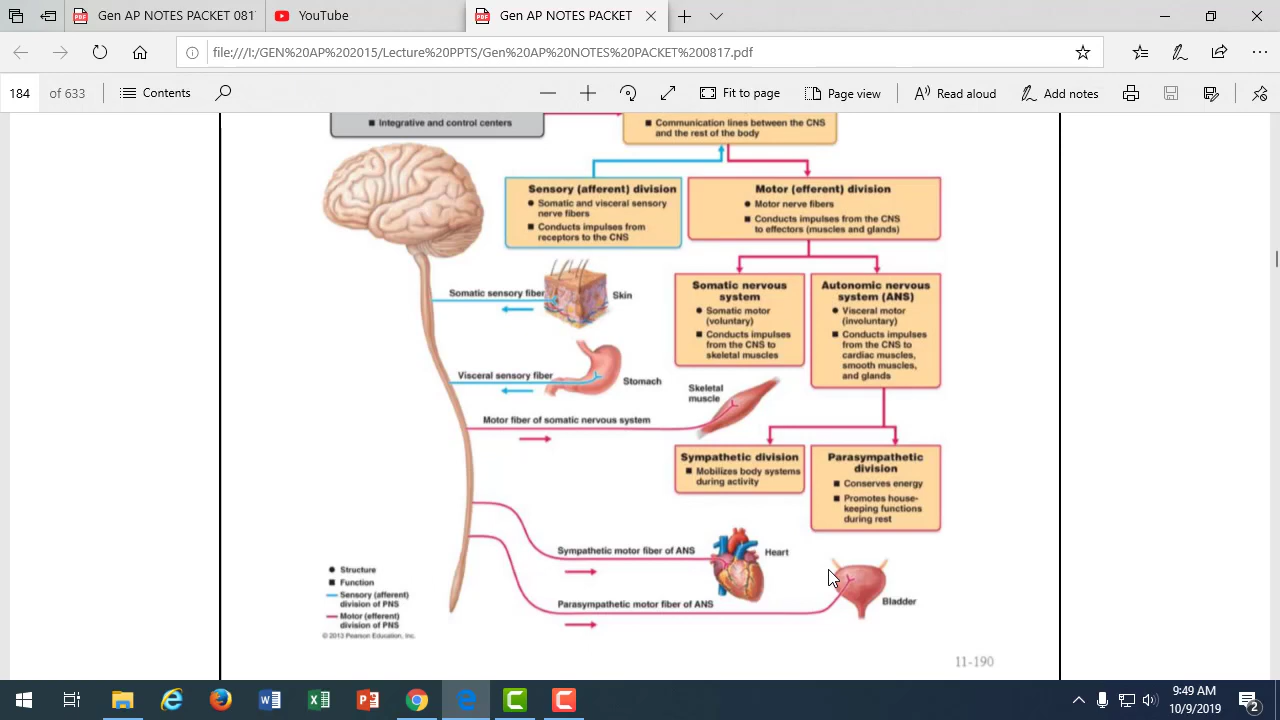 Gen AP NOTES PACKET 081
YouTube
Gen AP NOTES PACKET
file:///I:/GEN%20AP%202015/Lecture%20PPTS/Gen%20AP%20NOTES%20PACKET%200817.pdf
184 of 633
Contents
Fit to page
Page view
Read aloud
Add notes
■ Integrative and control centers
■ Communication lines between the CNS
and the rest of the body
Sensory (afferent) division
● Somatic and visceral sensory
nerve fibers
■ Conducts impulses from
receptors to the CNS
Motor (efferent) division
● Motor nerve fibers
■ Conducts impulses from the CNS
to effectors (muscles and glands)
Somatic sensory fiber
Skin
Somatic nervous
system
● Somatic motor
(voluntary)
■ Conducts impulses
from the CNS to
skeletal muscles
Autonomic nervous
system (ANS)
● Visceral motor
(involuntary)
■ Conducts impulses
from the CNS to
cardiac muscles,
smooth muscles,
and glands
Visceral sensory fiber
Stomach
Skeletal
muscle
Motor fiber of somatic nervous system
Sympathetic division
■ Mobilizes body systems
during activity
Parasympathetic
division
■ Conserves energy
■ Promotes house-
keeping functions
during rest
Sympathetic motor fiber of ANS
Heart
Parasympathetic motor fiber of ANS
Bladder
● Structure
■ Function
Sensory (afferent)
division of PNS
Motor (efferent)
division of PNS
© 2013 Pearson Education, Inc.
11-190
9 AM
10/9/2019
2